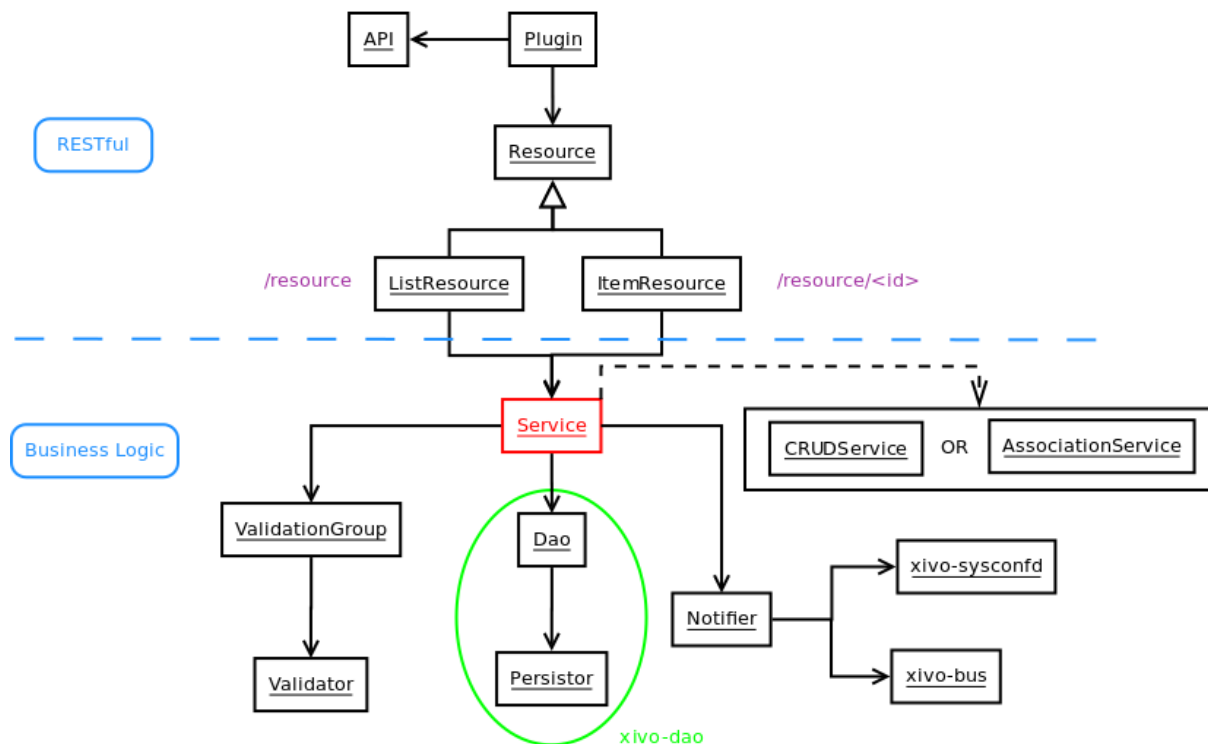 API
Plugin
RESTful
Resource
/resource
ListResource
ItemResource
/resource/<id>
Service
Business Logic
CRUDService
OR
AssociationService
ValidationGroup
Dao
xivo-sysconfd
Notifier
Validator
Persistor
xivo-bus
xivo-dao